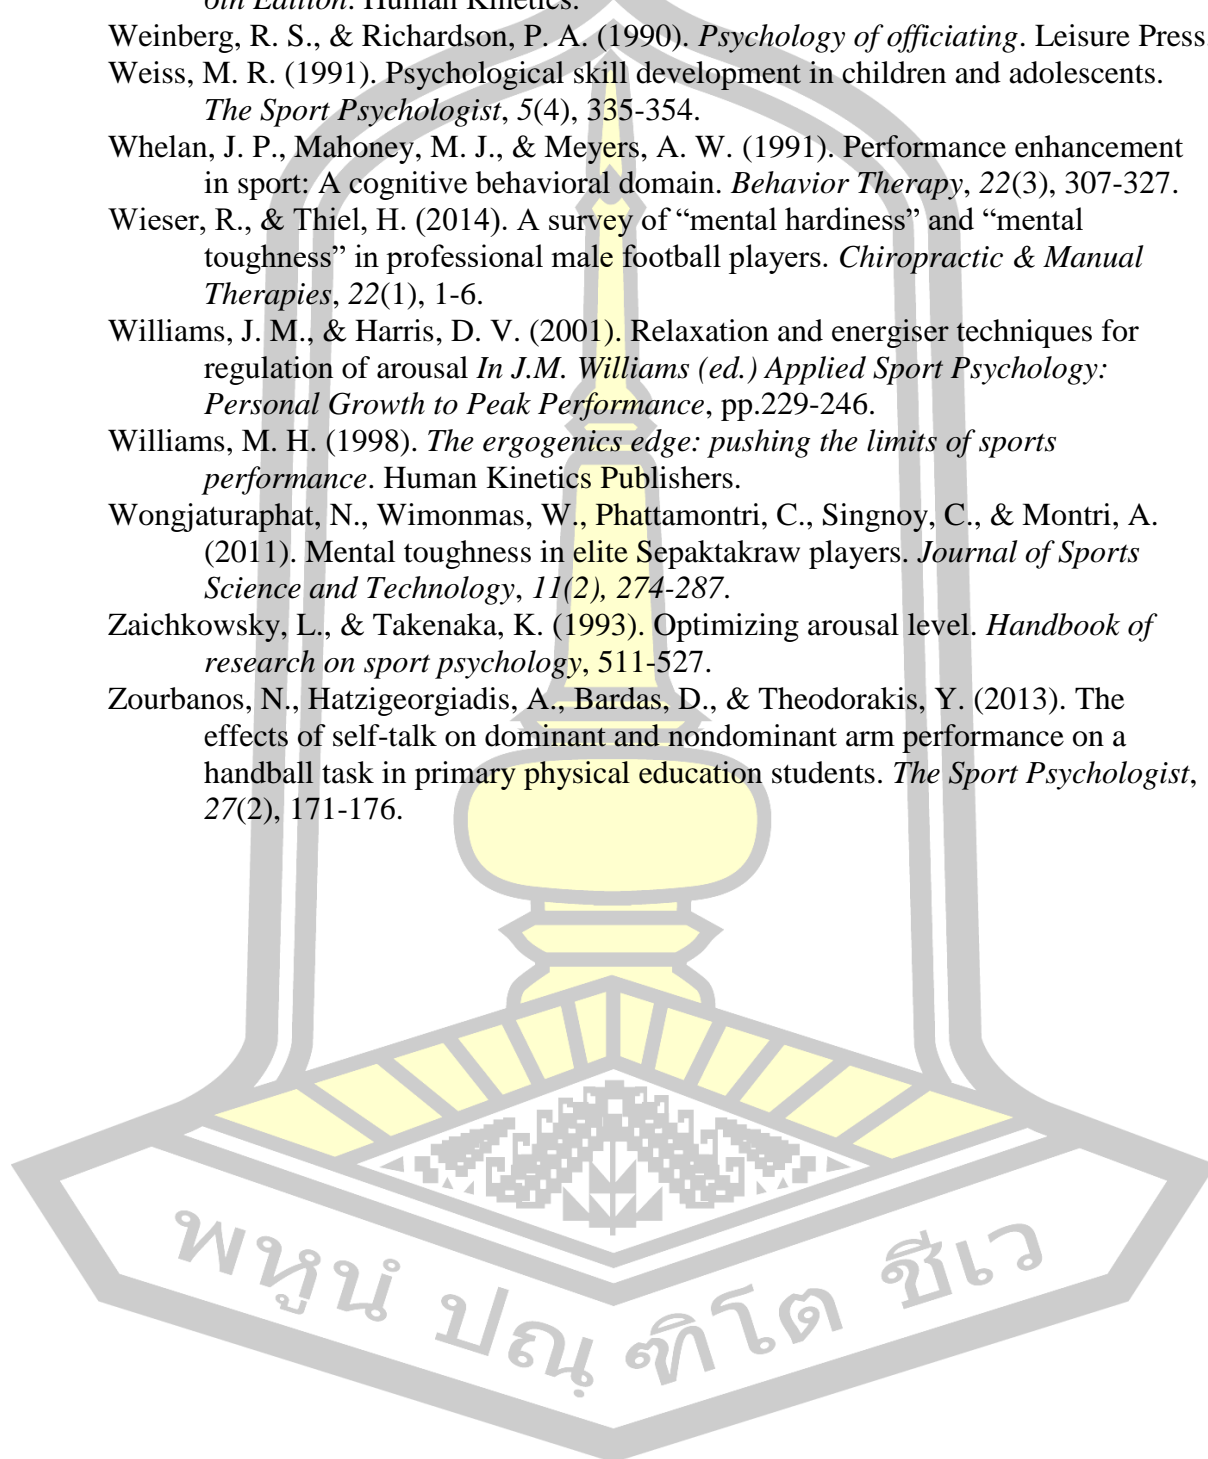 6th Edition. Human Kinetics.
Weinberg, R. S., & Richardson, P. A. (1990). Psychology of officiating. Leisure Press.
Weiss, M. R. (1991). Psychological skill development in children and adolescents.
The Sport Psychologist, 5(4), 335-354.
Whelan, J. P., Mahoney, M. J., & Meyers, A. W. (1991). Performance enhancement
in sport: A cognitive behavioral domain. Behavior Therapy, 22(3), 307-327.
Wieser, R., & Thiel, H. (2014). A survey of “mental hardiness” and “mental
toughness” in professional male football players. Chiropractic & Manual
Therapies, 22(1), 1-6.
Williams, J. M., & Harris, D. V. (2001). Relaxation and energiser techniques for
regulation of arousal In J.M. Williams (ed.) Applied Sport Psychology:
Personal Growth to Peak Performance, pp.229-246.
Williams, M. H. (1998). The ergogenics edge: pushing the limits of sports
performance. Human Kinetics Publishers.
Wongjaturaphat, N., Wimonmas, W., Phattamontri, C., Singnoy, C., & Montri, A.
(2011). Mental toughness in elite Sepaktakraw players. Journal of Sports
Science and Technology, 11(2), 274-287.
Zaichkowsky, L., & Takenaka, K. (1993). Optimizing arousal level. Handbook of
research on sport psychology, 511-527.
Zourbanos, N., Hatzigeorgiadis, A., Bardas, D., & Theodorakis, Y. (2013). The
effects of self-talk on dominant and nondominant arm performance on a
handball task in primary physical education students. The Sport Psychologist,
27(2), 171-176.
พหูนํ ปณฺฑิโต ชีเว